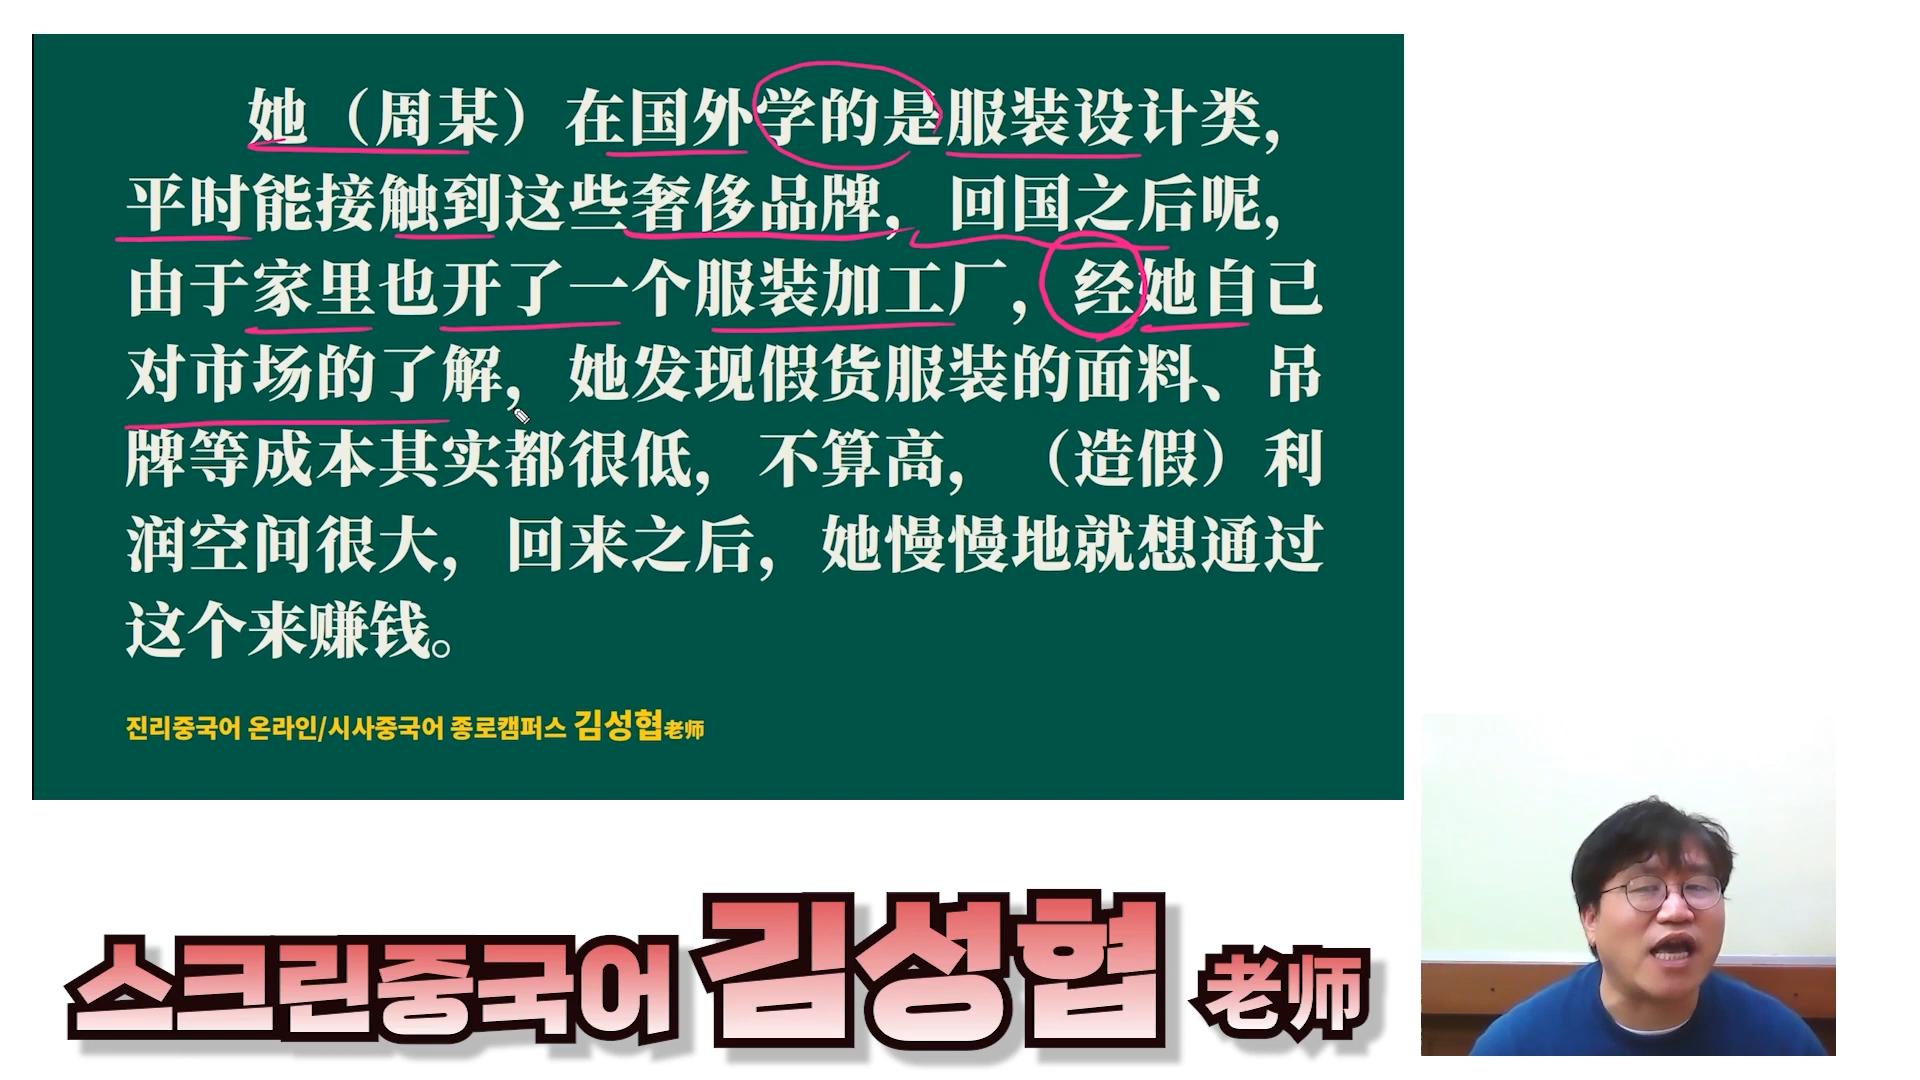 她（周某）在国外学的是服装设计类，
平时能接触到这些奢侈品牌，回国之后呢，
由于家里也开了一个服装加工厂，经她自己
对市场的了解，她发现假货服装的面料、吊
牌等成本其实都很低，不算高，（造假）利
润空间很大，回来之后，她慢慢地就想通过
这个来赚钱。
진리중국어 온라인/시사중국어 종로캠퍼스 김성협老师
스크린중국어 김성협 老师